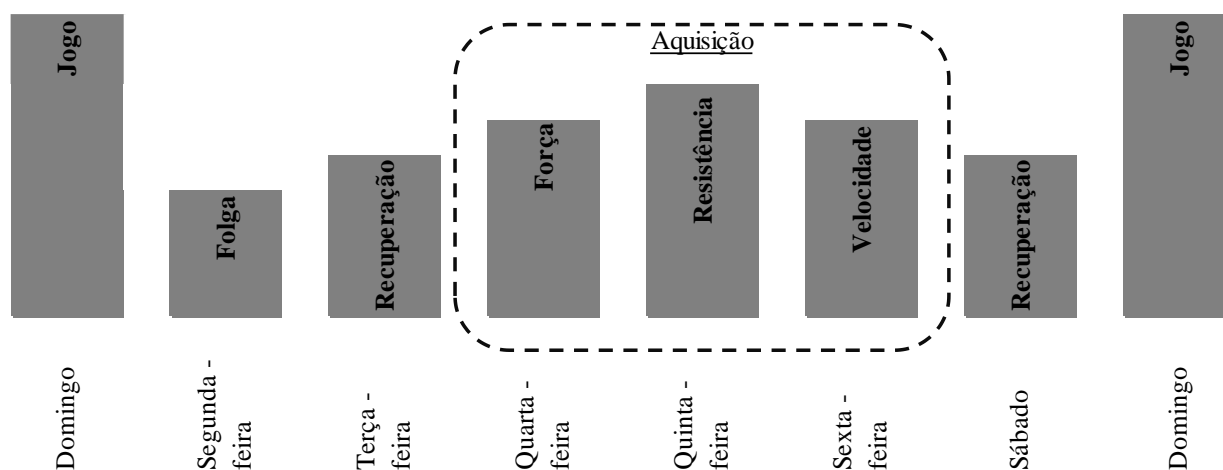 Aquisição
Jogo
Folga
Recuperação
Força
Resistência
Velocidade
Recuperação
Jogo
Domingo
Segunda -
feira
Terça -
feira
Quarta -
feira
Quinta -
feira
Sexta -
feira
Sábado
Domingo